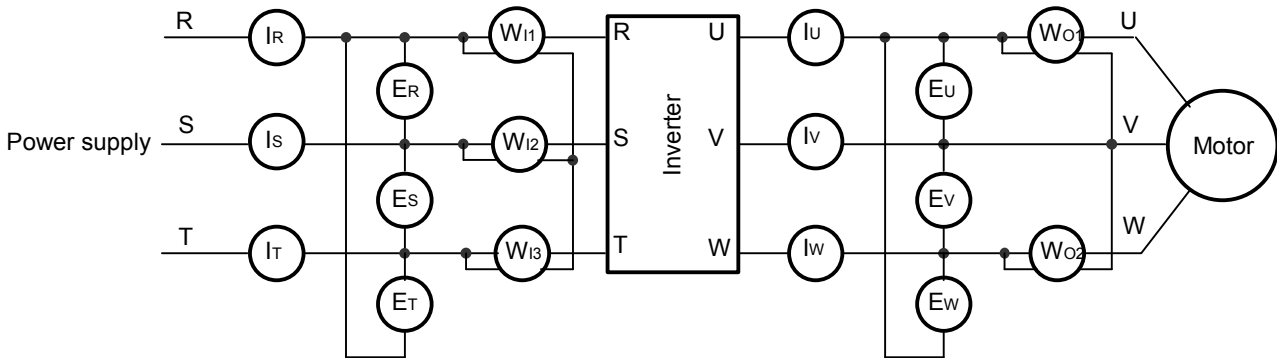 R
IR
WI1
R
U
IU
WO1
U
ER
EU
Power supply
S
IS
WI2
S
Inverter
V
IV
V
Motor
ES
EV
T
IT
WI3
T
W
IW
WO2
W
ET
EW